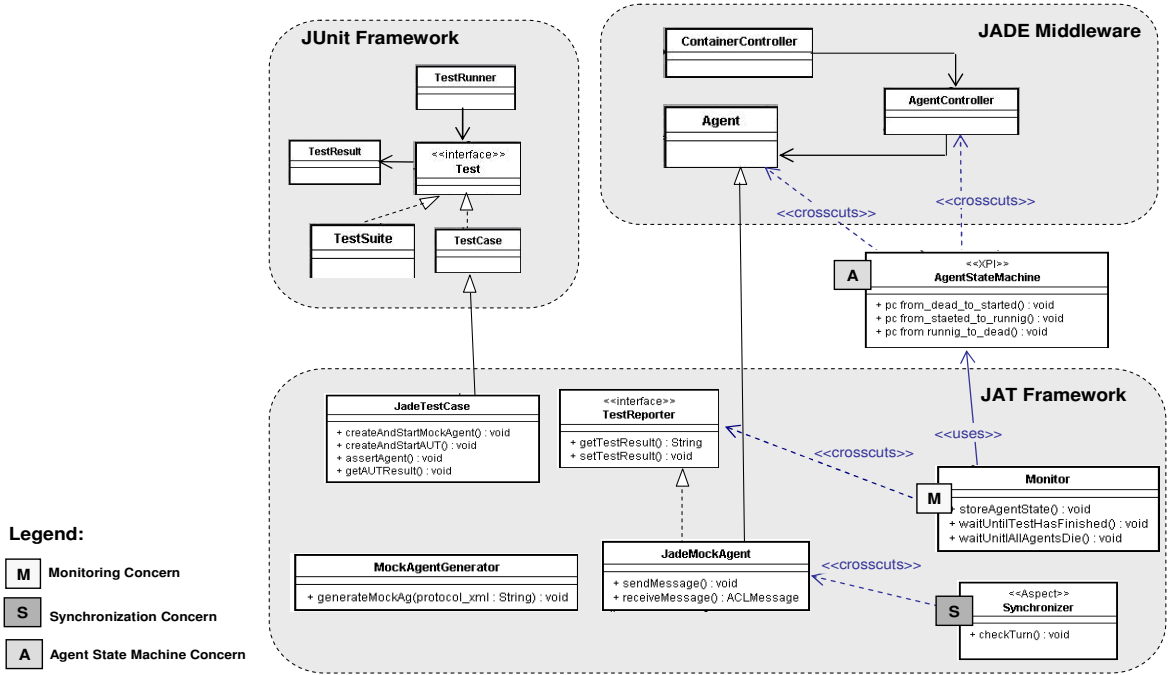 JUnit Framework
TestRunner
TestResult
<<interface>>
Test
TestSuite
TestCase
JADE Middleware
ContainerController
AgentController
Agent
<<crosscuts>>
<<crosscuts>>
<<XPI>>
AgentStateMachine
+ pc from_dead_to_started() : void
+ pc from_staeted_to_runnig() : void
+ pc from runnig_to_dead() : void
A
JAT Framework
JadeTestCase
+ createAndStartMockAgent() : void
+ createAndStartAUT() : void
+ assertAgent() : void
+ getAUTResult() : void
<<interface>>
TestReporter
+ getTestResult() : String
+ setTestResult() : void
<<uses>>
<<crosscuts>>
Monitor
+ storeAgentState() : void
+ waitUntilTestHasFinished() : void
+ waitUnitlAllAgentsDie() : void
M
MockAgentGenerator
+ generateMockAg(protocol_xml : String) : void
JadeMockAgent
+ sendMessage() : void
+ receiveMessage() : ACLMessage
<<crosscuts>>
<<Aspect>>
Synchronizer
+ checkTurn() : void
S
Legend:
M Monitoring Concern
S Synchronization Concern
A Agent State Machine Concern